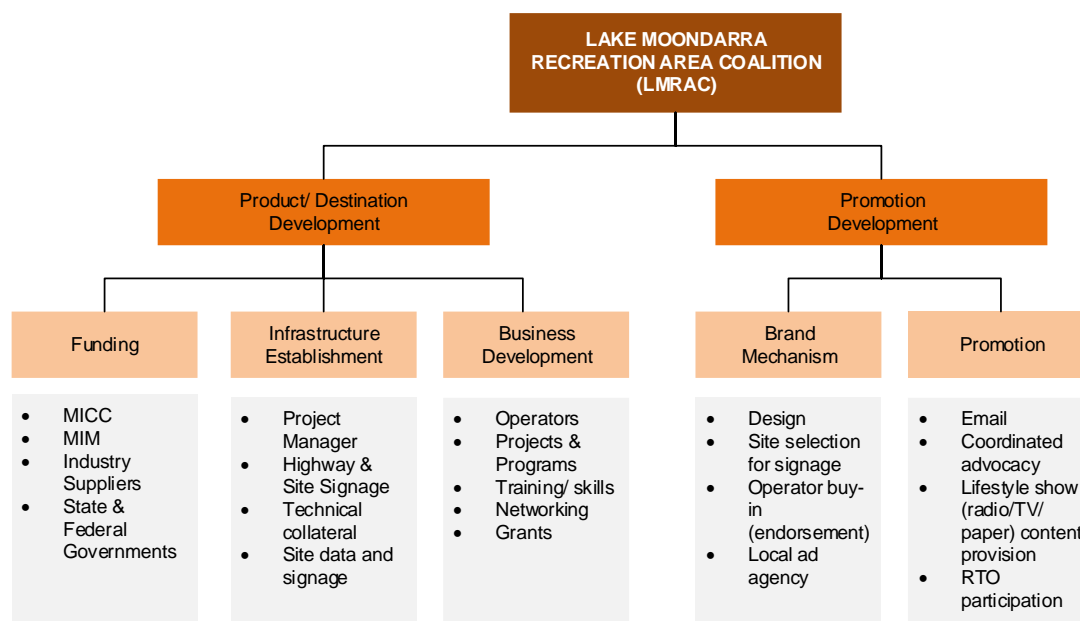 LAKE MOONDARRA
RECREATION AREA COALITION
(LMRAC)
Product/ Destination
Development
Promotion
Development
Funding
Infrastructure
Establishment
Business
Development
Brand
Mechanism
Promotion
• MICC
• MIM
• Industry
Suppliers
• State &
Federal
Governments
• Project
Manager
• Highway &
Site Signage
• Technical
collateral
• Site data and
signage
• Operators
• Projects &
Programs
• Training/ skills
• Networking
• Grants
• Design
• Site selection
for signage
• Operator buy-
in
(endorsement)
• Local ad
agency
• Email
• Coordinated
advocacy
• Lifestyle show
(radio/TV/
paper) content
provision
• RTO
participation